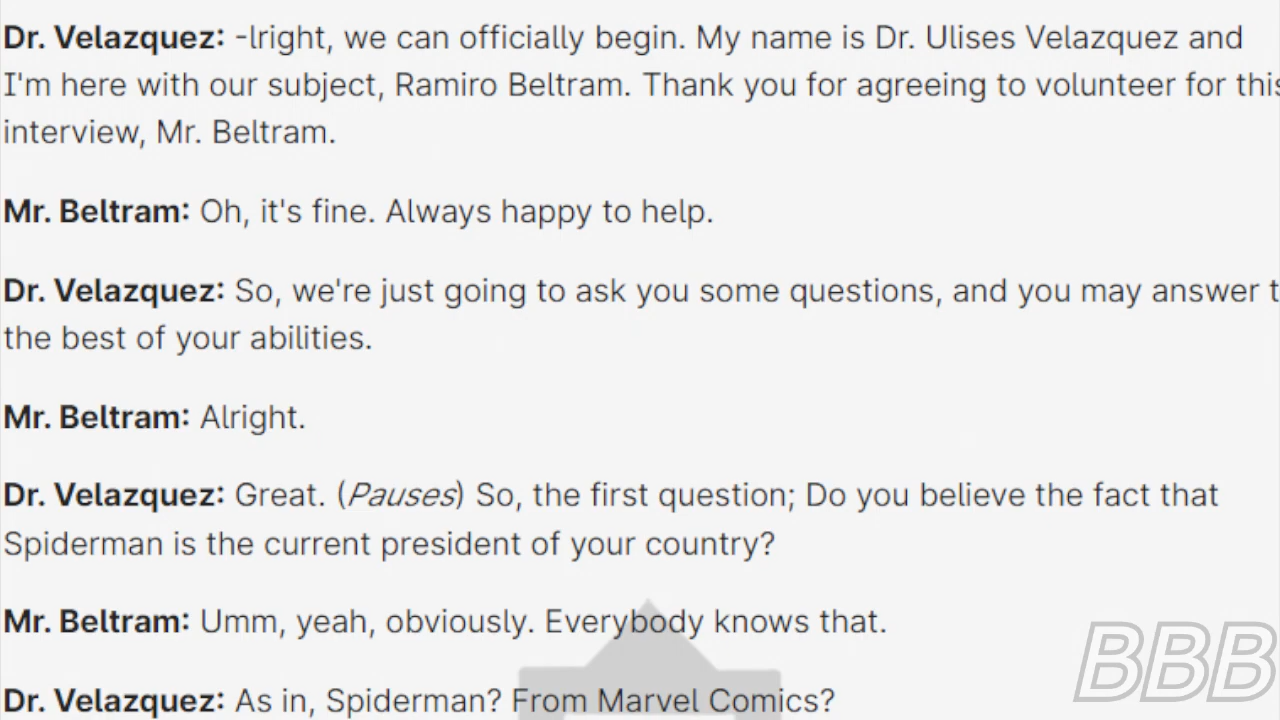 Dr. Velazquez: -lright, we can officially begin. My name is Dr. Ulises Velazquez and
I'm here with our subject, Ramiro Beltram. Thank you for agreeing to volunteer for this
interview, Mr. Beltram.
Mr. Beltram: Oh, it's fine. Always happy to help.
Dr. Velazquez: So, we're just going to ask you some questions, and you may answer t
the best of your abilities.
Mr. Beltram: Alright.
Dr. Velazquez: Great. (Pauses) So, the first question; Do you believe the fact that
Spiderman is the current president of your country?
Mr. Beltram: Umm, yeah, obviously. Everybody knows that.
Dr. Velazquez: As in, Spiderman? From Marvel Comics?
BBB